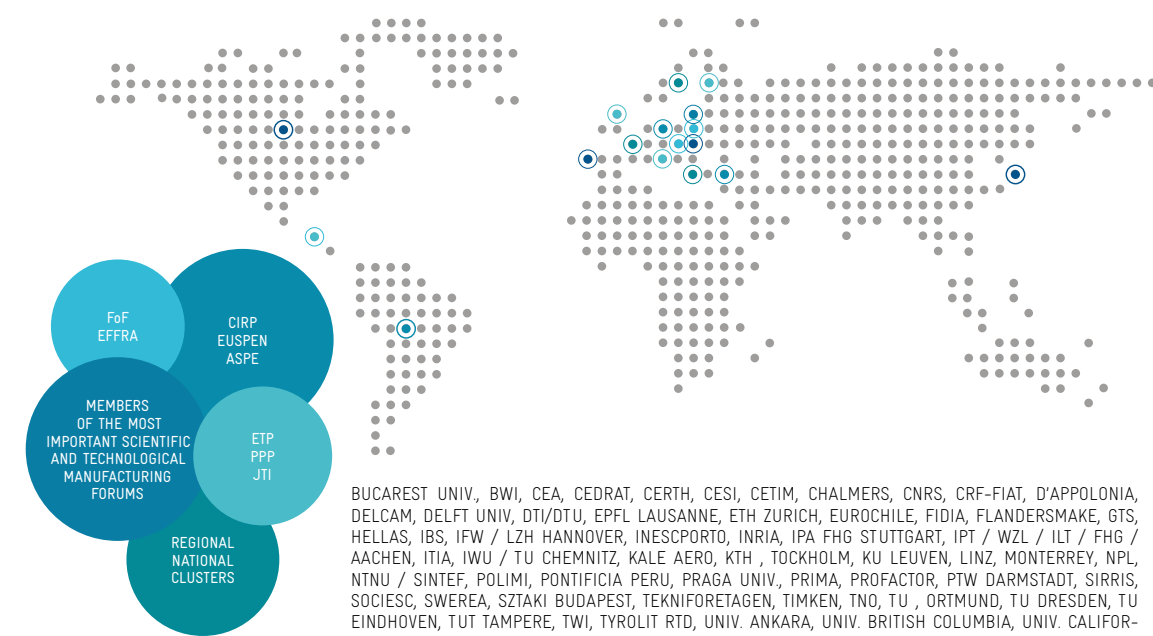 FoF
EFFRA
CIRP
EUSPEN
ASPE
MEMBERS
OF THE MOST
IMPORTANT SCIENTIFIC
AND TECHNOLOGICAL
MANUFACTURING
FORUMS
ETP
PPP
JTI
REGIONAL
NATIONAL
CLUSTERS
BUCAREST UNIV., BWI, CEA, CEDRAT, CERTH, CESI, CETIM, CHALMERS, CNRS, CRF-FIAT, D'APPOLONIA,
DELCAM, DELFT UNIV, DTI/DTU, EPFL LAUSANNE, ETH ZURICH, EUROCHILE, FIDIA, FLANDERSMAKE, GTS,
HELLAS, IBS, IFW / LZH HANNOVER, INESCPORTO, INRIA, IPA FHG STUTTGART, IPT / WZL / ILT / FHG /
AACHEN, ITIA, IWU / TU CHEMNITZ, KALE AERO, KTH , TOCKHOLM, KU LEUVEN, LINZ, MONTERREY, NPL,
NTNU / SINTEF, POLIMI, PONTIFICIA PERU, PRAGA UNIV., PRIMA, PROFACTOR, PTW DARMSTADT, SIRRIS,
SOCIESC, SWEREA, SZTAKI BUDAPEST, TEKNIFORETAGEN, TIMKEN, TNO, TU , ORTMUND, TU DRESDEN, TU
EINDHOVEN, TUT TAMPERE, TWI, TYROLIT RTD, UNIV. ANKARA, UNIV. BRITISH COLUMBIA, UNIV. CALIFOR-